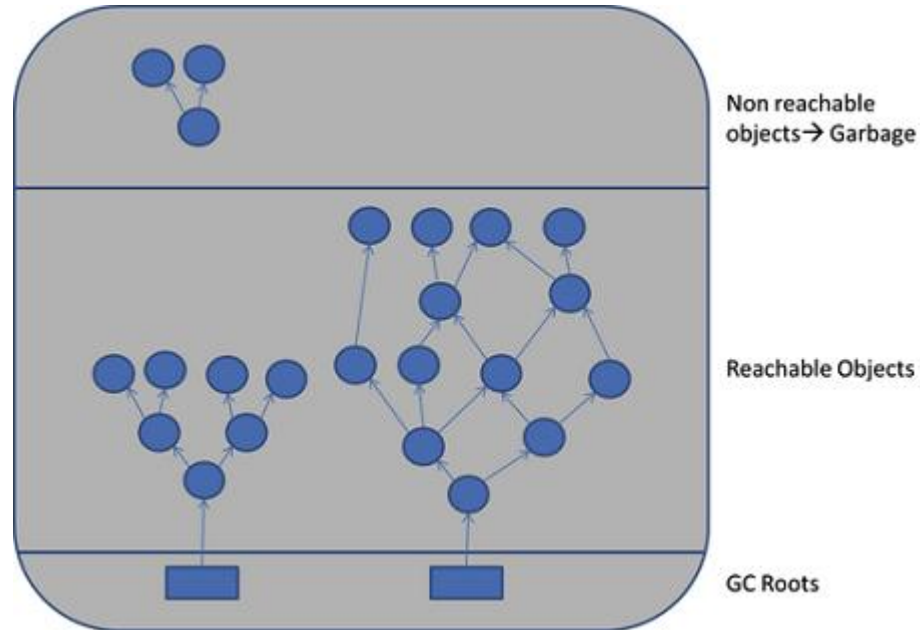 Non reachable
objects→ Garbage
Reachable Objects
GC Roots